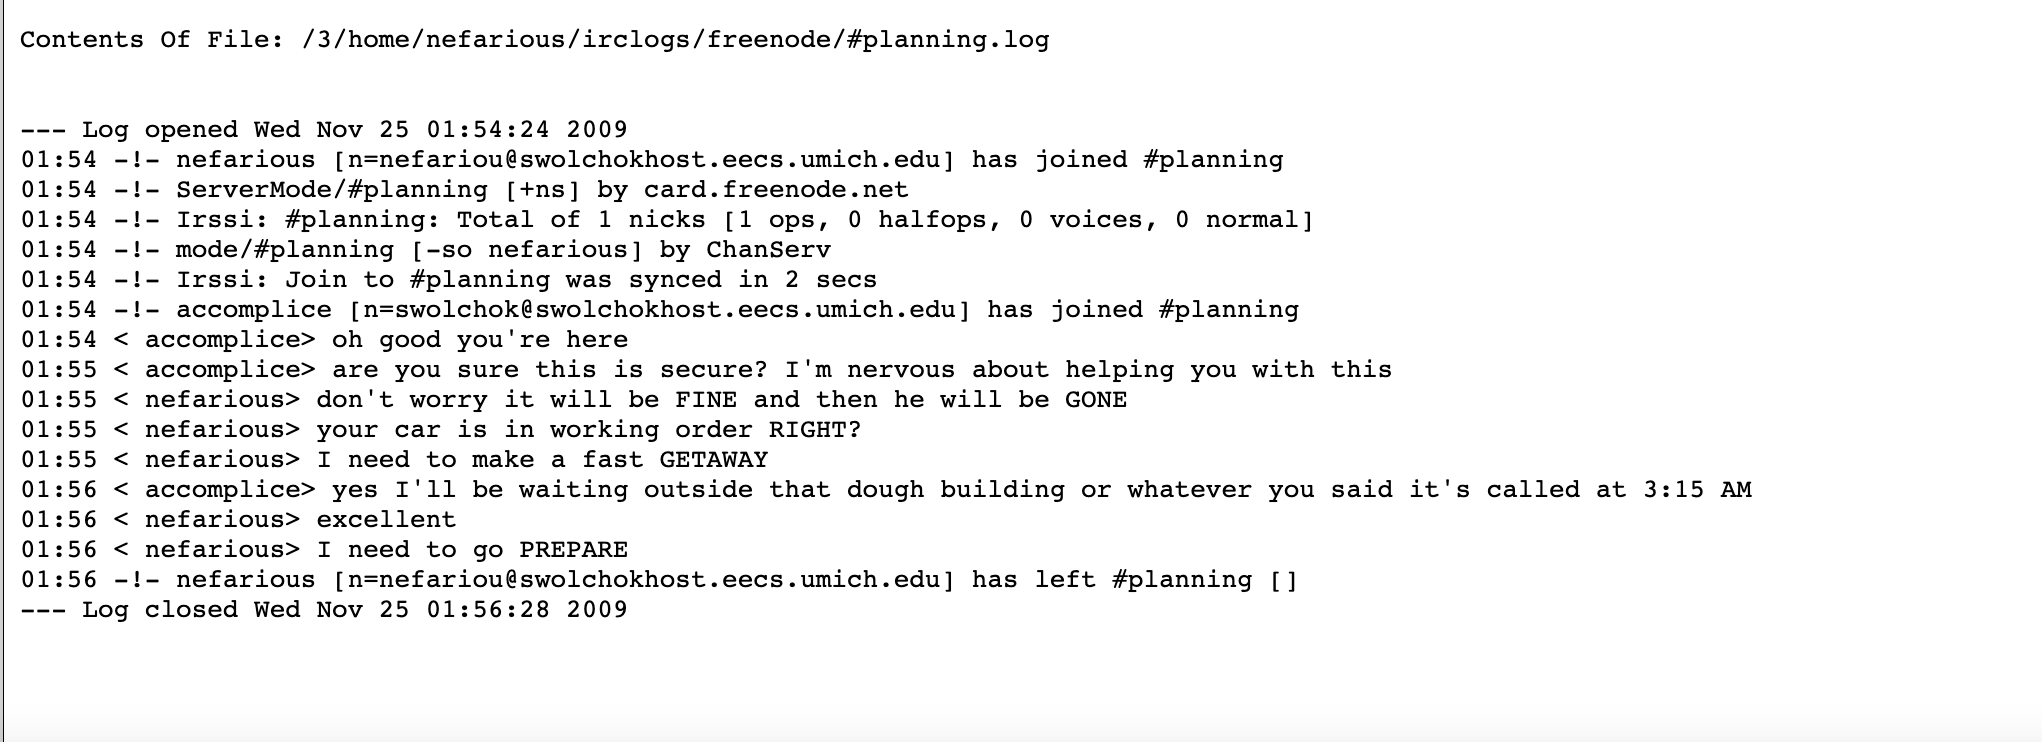 Contents Of File: /3/home/nefarious/irclogs/freenode/#planning.log
--- Log opened Wed Nov 25 01:54:24 2009
01:54 -!- nefarious [n=nefariou@swolchokhost.eecs.umich.edu] has joined #planning
01:54 -!- ServerMode/#planning [+ns] by card.freenode.net
01:54 -!- Irssi: #planning: Total of 1 nicks [1 ops, 0 halfops, 0 voices, 0 normal]
01:54 -!- mode/#planning [-so nefarious] by ChanServ
01:54 -!- Irssi: Join to #planning was synced in 2 secs
01:54 -!- accomplice [n=swolchok@swolchokhost.eecs.umich.edu] has joined #planning
01:54 < accomplice> oh good you're here
01:55 < accomplice> are you sure this is secure? I'm nervous about helping you with this
01:55 < nefarious> don't worry it will be FINE and then he will be GONE
01:55 < nefarious> your car is in working order RIGHT?
01:55 < nefarious> I need to make a fast GETAWAY
01:56 < accomplice> yes I'll be waiting outside that dough building or whatever you said it's called at 3:15 AM
01:56 < nefarious> excellent
01:56 < nefarious> I need to go PREPARE
01:56 -!- nefarious [n=nefariou@swolchokhost.eecs.umich.edu] has left #planning []
--- Log closed Wed Nov 25 01:56:28 2009